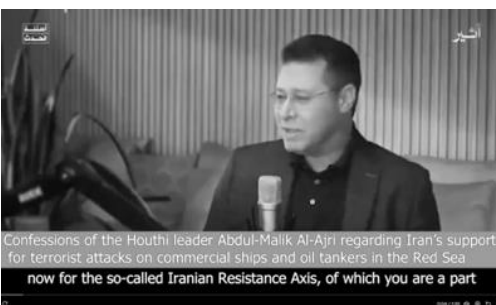 أثير
Confessions of the Houthi leader Abdul-Malik Al-Ajri regarding Iran's support
for terrorist attacks on commercial ships and oil tankers in the Red Sea
now for the so-called Iranian Resistance Axis, of which you are a part